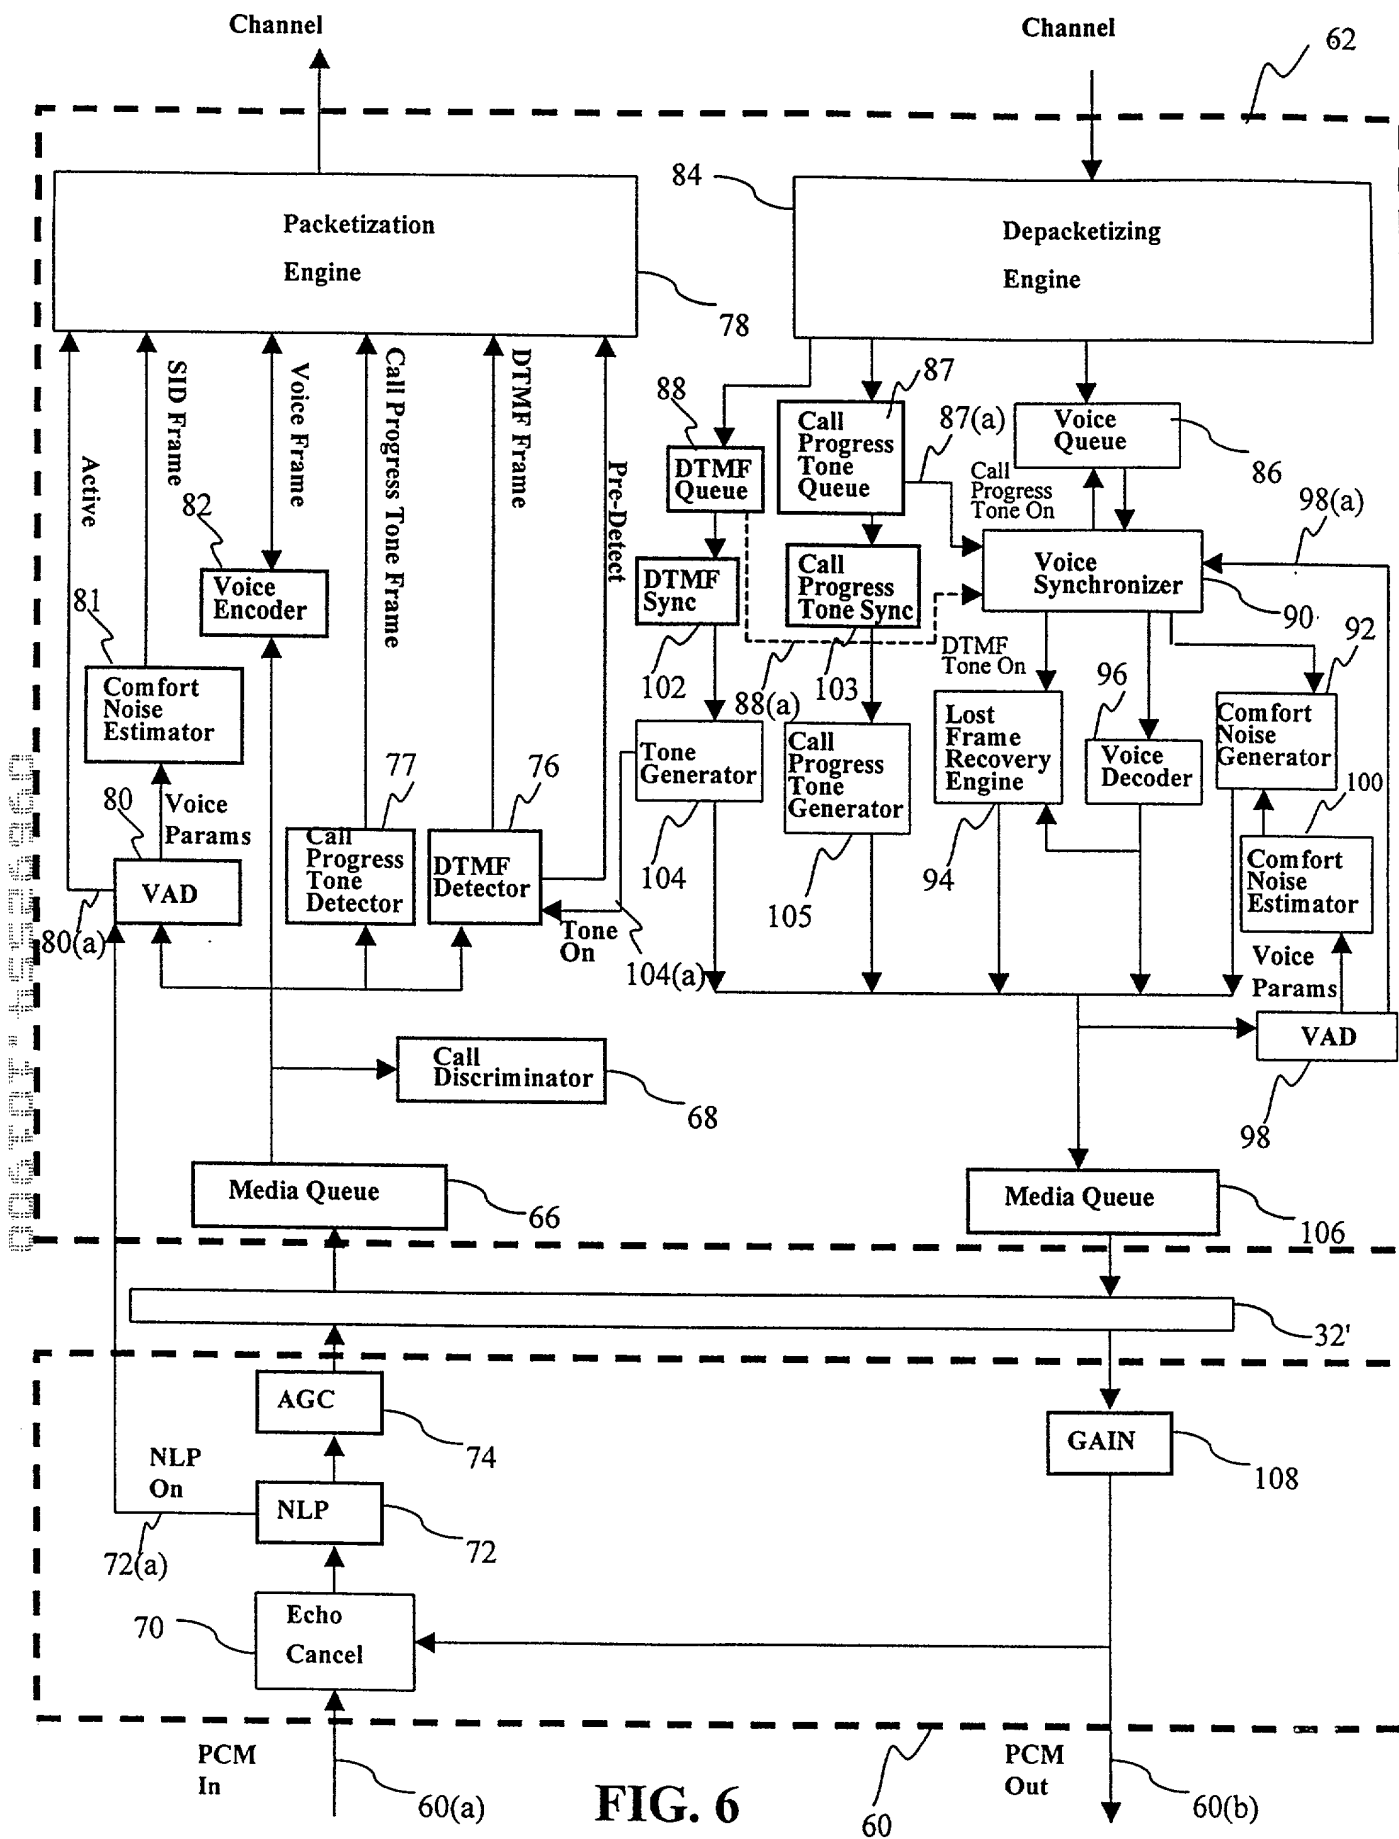 Channel
Channel
62
84
Packetization
Engine
Depacketizing
Engine
78
SID Frame
Voice Frame
Call Progress Tone Frame
DTMF Frame
Active
Pre-Detect
88
DTMF
Queue
Call
Progress
Tone
Queue
87
87(a)
Voice
Queue
86
Call
Progress
Tone On
98(a)
82
Voice
Encoder
81
DTMF
Sync
Call
Progress
Tone Sync
Voice
Synchronizer
90
92
Comfort
Noise
Estimator
102
88(a)
103
DTMF
Tone On
96
Tone
Generator
Call
Progress
Tone
Generator
Lost
Frame
Recovery
Engine
Voice
Decoder
Comfort
Noise
Generator
100
77
76
80
Voice
Params
VAD
80(a)
Call
Progress
Tone
Detector
DTMF
Detector
Tone
On
104
104(a)
105
94
Comfort
Noise
Estimator
Voice
Params
VAD
98
Call
Discriminator
68
Media Queue
66
Media Queue
106
32'
AGC
74
GAIN
108
NLP
On
NLP
72
72(a)
70
Echo
Cancel
PCM
In
60(a)
FIG. 6
60
PCM
Out
60(b)